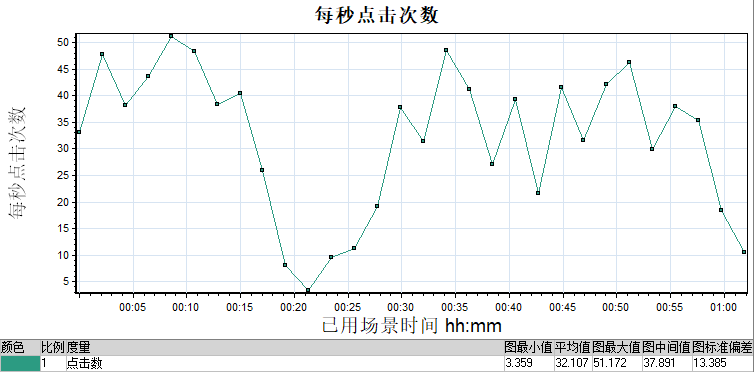 每秒点击次数
每秒点击次数
50
45
40
35
30
25
20
15
10
5
00:05 00:10 00:15 00:20 00:25 00:30 00:35 00:40 00:45 00:50 00:55 01:00
已用场景时间 hh:mm
颜色 比例 度量 图最小值 平均值 图最大值 图中间值 图标准偏差
1 点击数 3.359 32.107 51.172 37.891 13.385